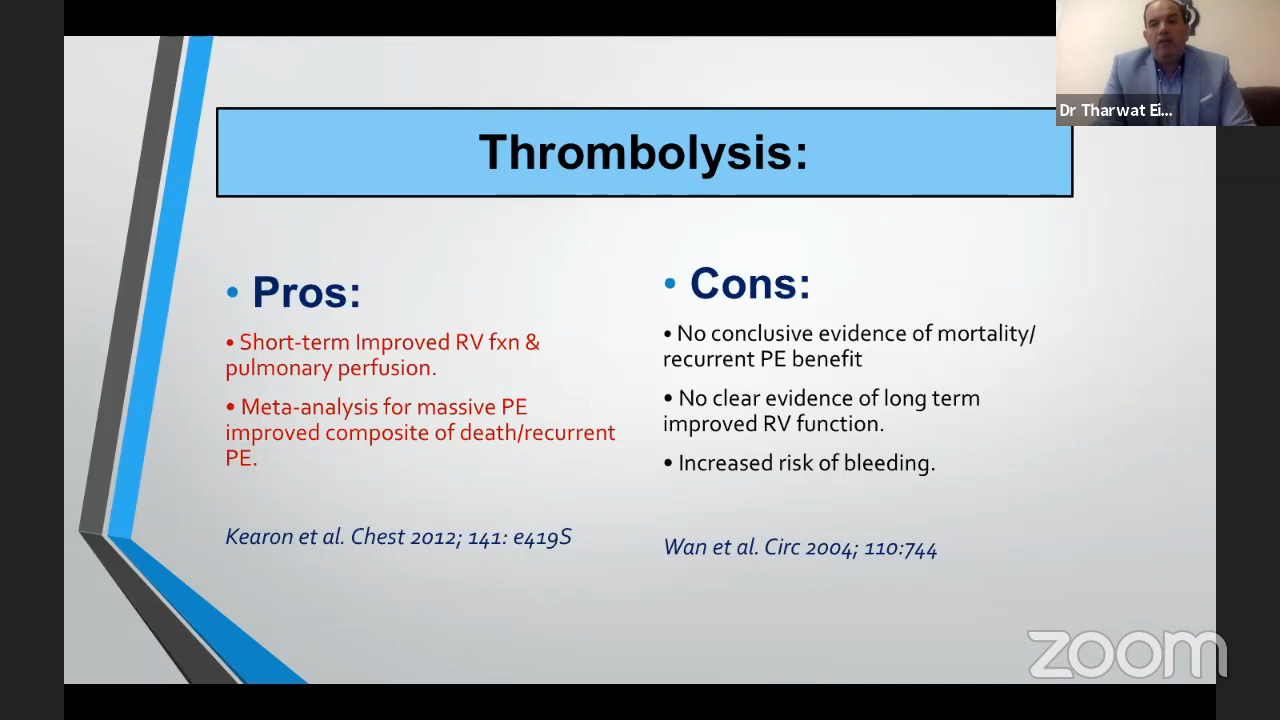 Dr Tharwat Ei...
Thrombolysis:
• Pros:
• Short-term Improved RV fxn &
pulmonary perfusion.
• Meta-analysis for massive PE
improved composite of death/recurrent
PE.
Kearon et al. Chest 2012; 141: e419S
• Cons:
• No conclusive evidence of mortality/
recurrent PE benefit
• No clear evidence of long term
improved RV function.
• Increased risk of bleeding.
Wan et al. Circ 2004; 110:744
zoom